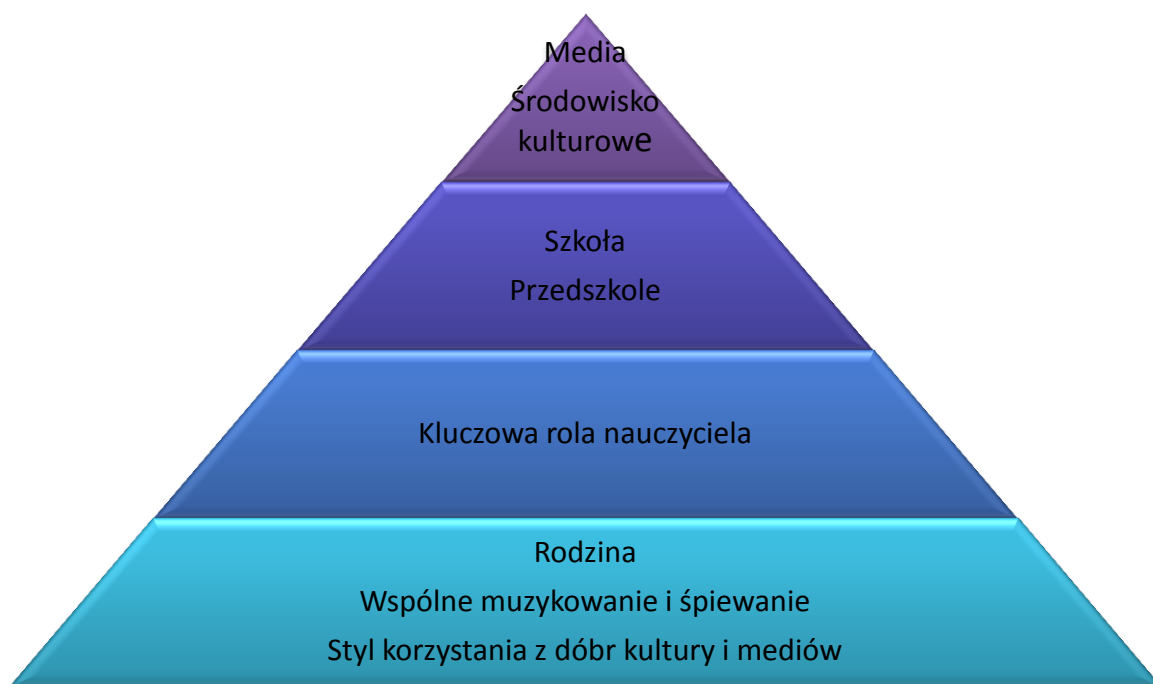 Media
Środowisko
kulturowe
Szkoła
Przedszkole
Kluczowa rola nauczyciela
Rodzina
Wspólne muzykowanie i śpiewanie
Styl korzystania z dóbr kultury i mediów